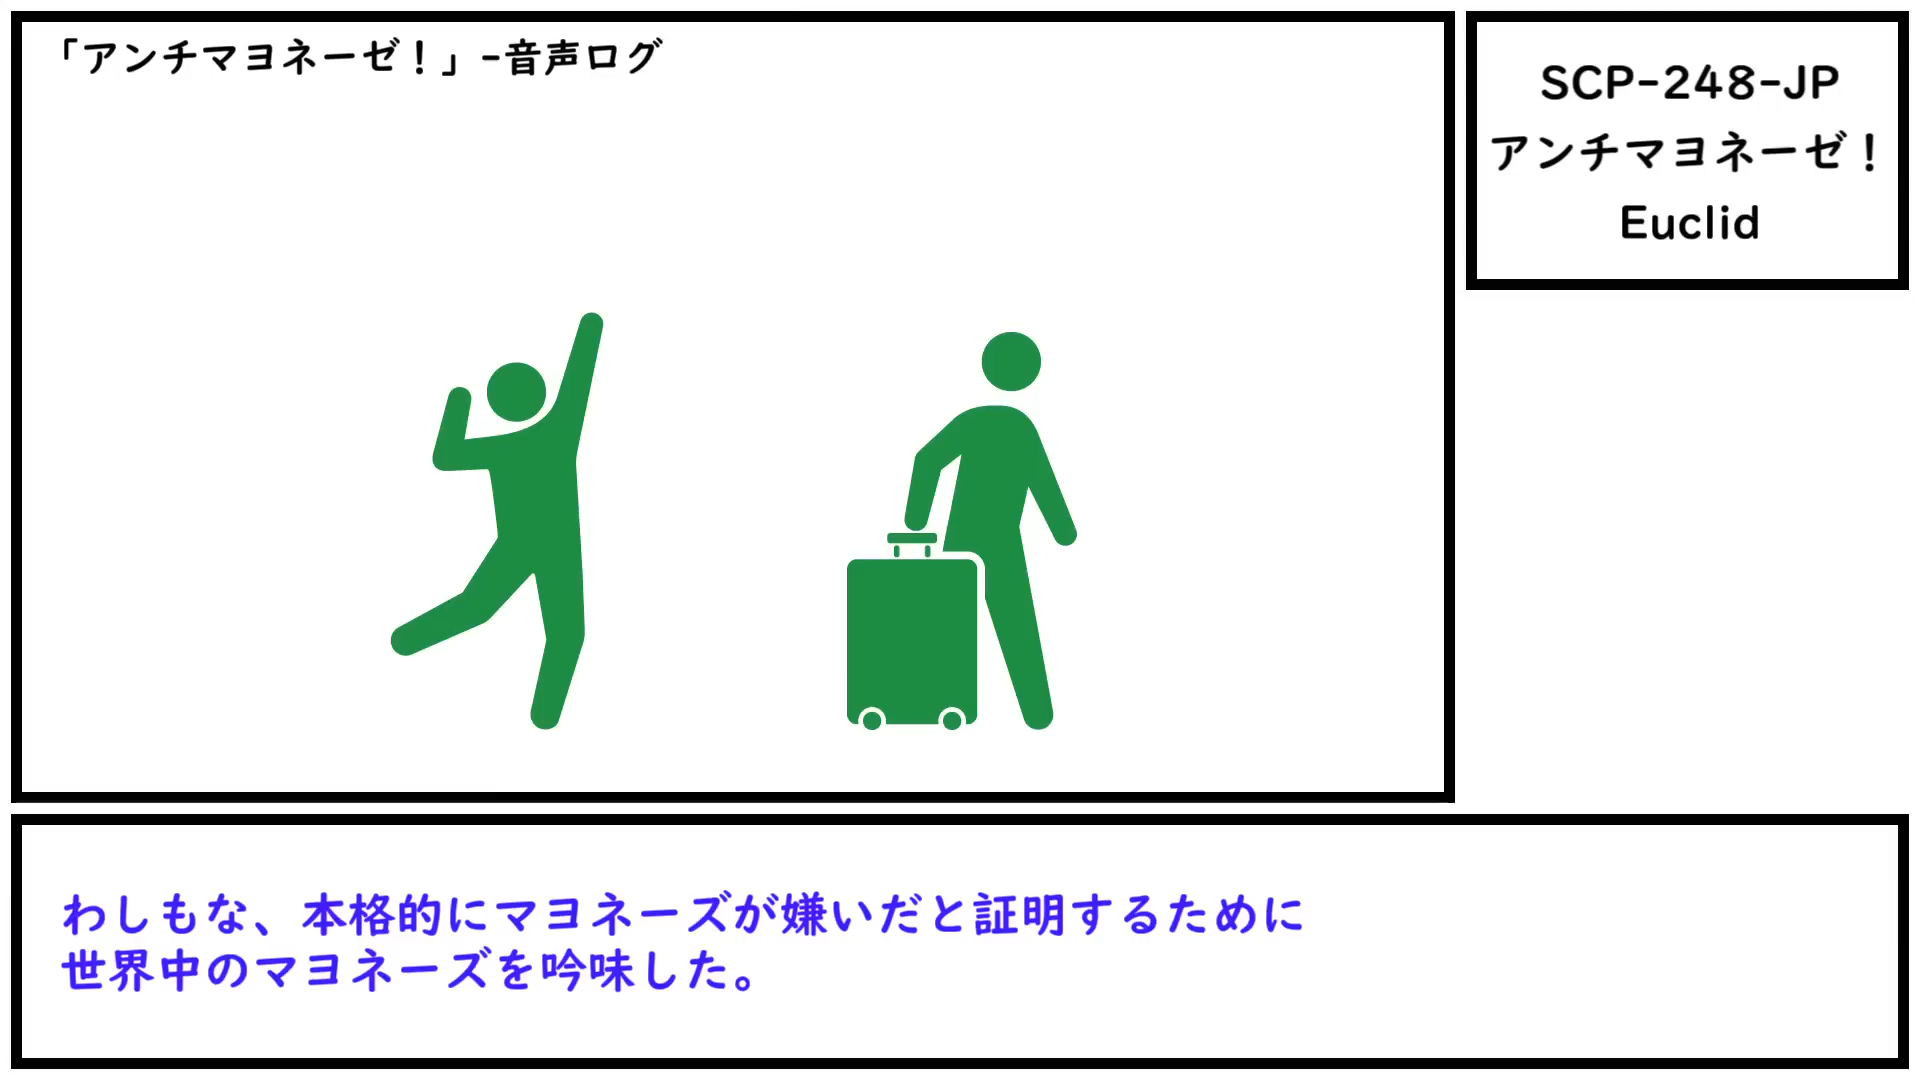 「アンチマヨネーゼ！」-音声ログ
SCP-248-JP
アンチマヨネーゼ！
Euclid
わしもな、本格的にマヨネーズが嫌いだと証明するために
世界中のマヨネーズを吟味した。